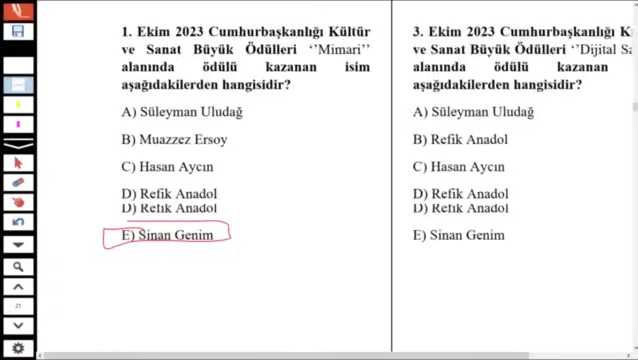 1. Ekim 2023 Cumhurbaşkanlığı Kültür
ve Sanat Büyük Ödülleri ‘’Mimari’’
alanında ödülü kazanan isim
aşağıdakilerden hangisidir?
A) Süleyman Uludağ
B) Muazzez Ersoy
C) Hasan Aycın
D) Refik Anadol
D) Refik Anadol
E) Sinan Genim
3. Ekim 2023 Cumhurbaşkanlığı K
ve Sanat Büyük Ödülleri ‘’Dijital Sa
alanında ödülü kazanan
aşağıdakilerden hangisidir?
A) Süleyman Uludağ
B) Refik Anadol
C) Hasan Aycın
D) Refik Anadol
D) Refik Anadol
E) Sinan Genim
21